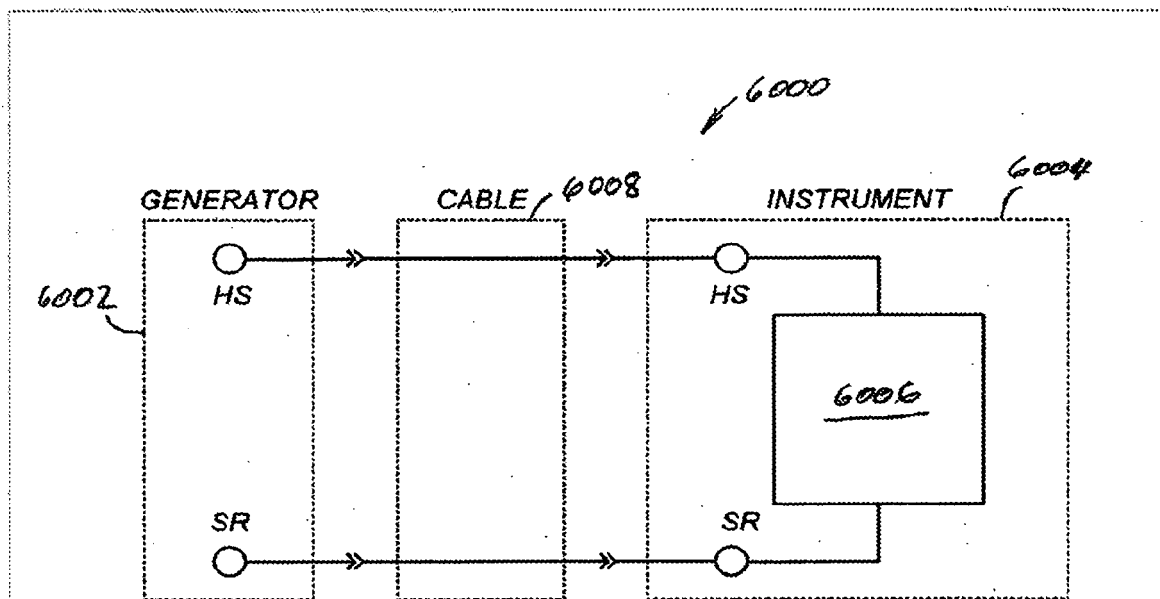 6000
6004
GENERATOR CABLE 6008 INSTRUMENT
HS HS
6002
6006
SR SR